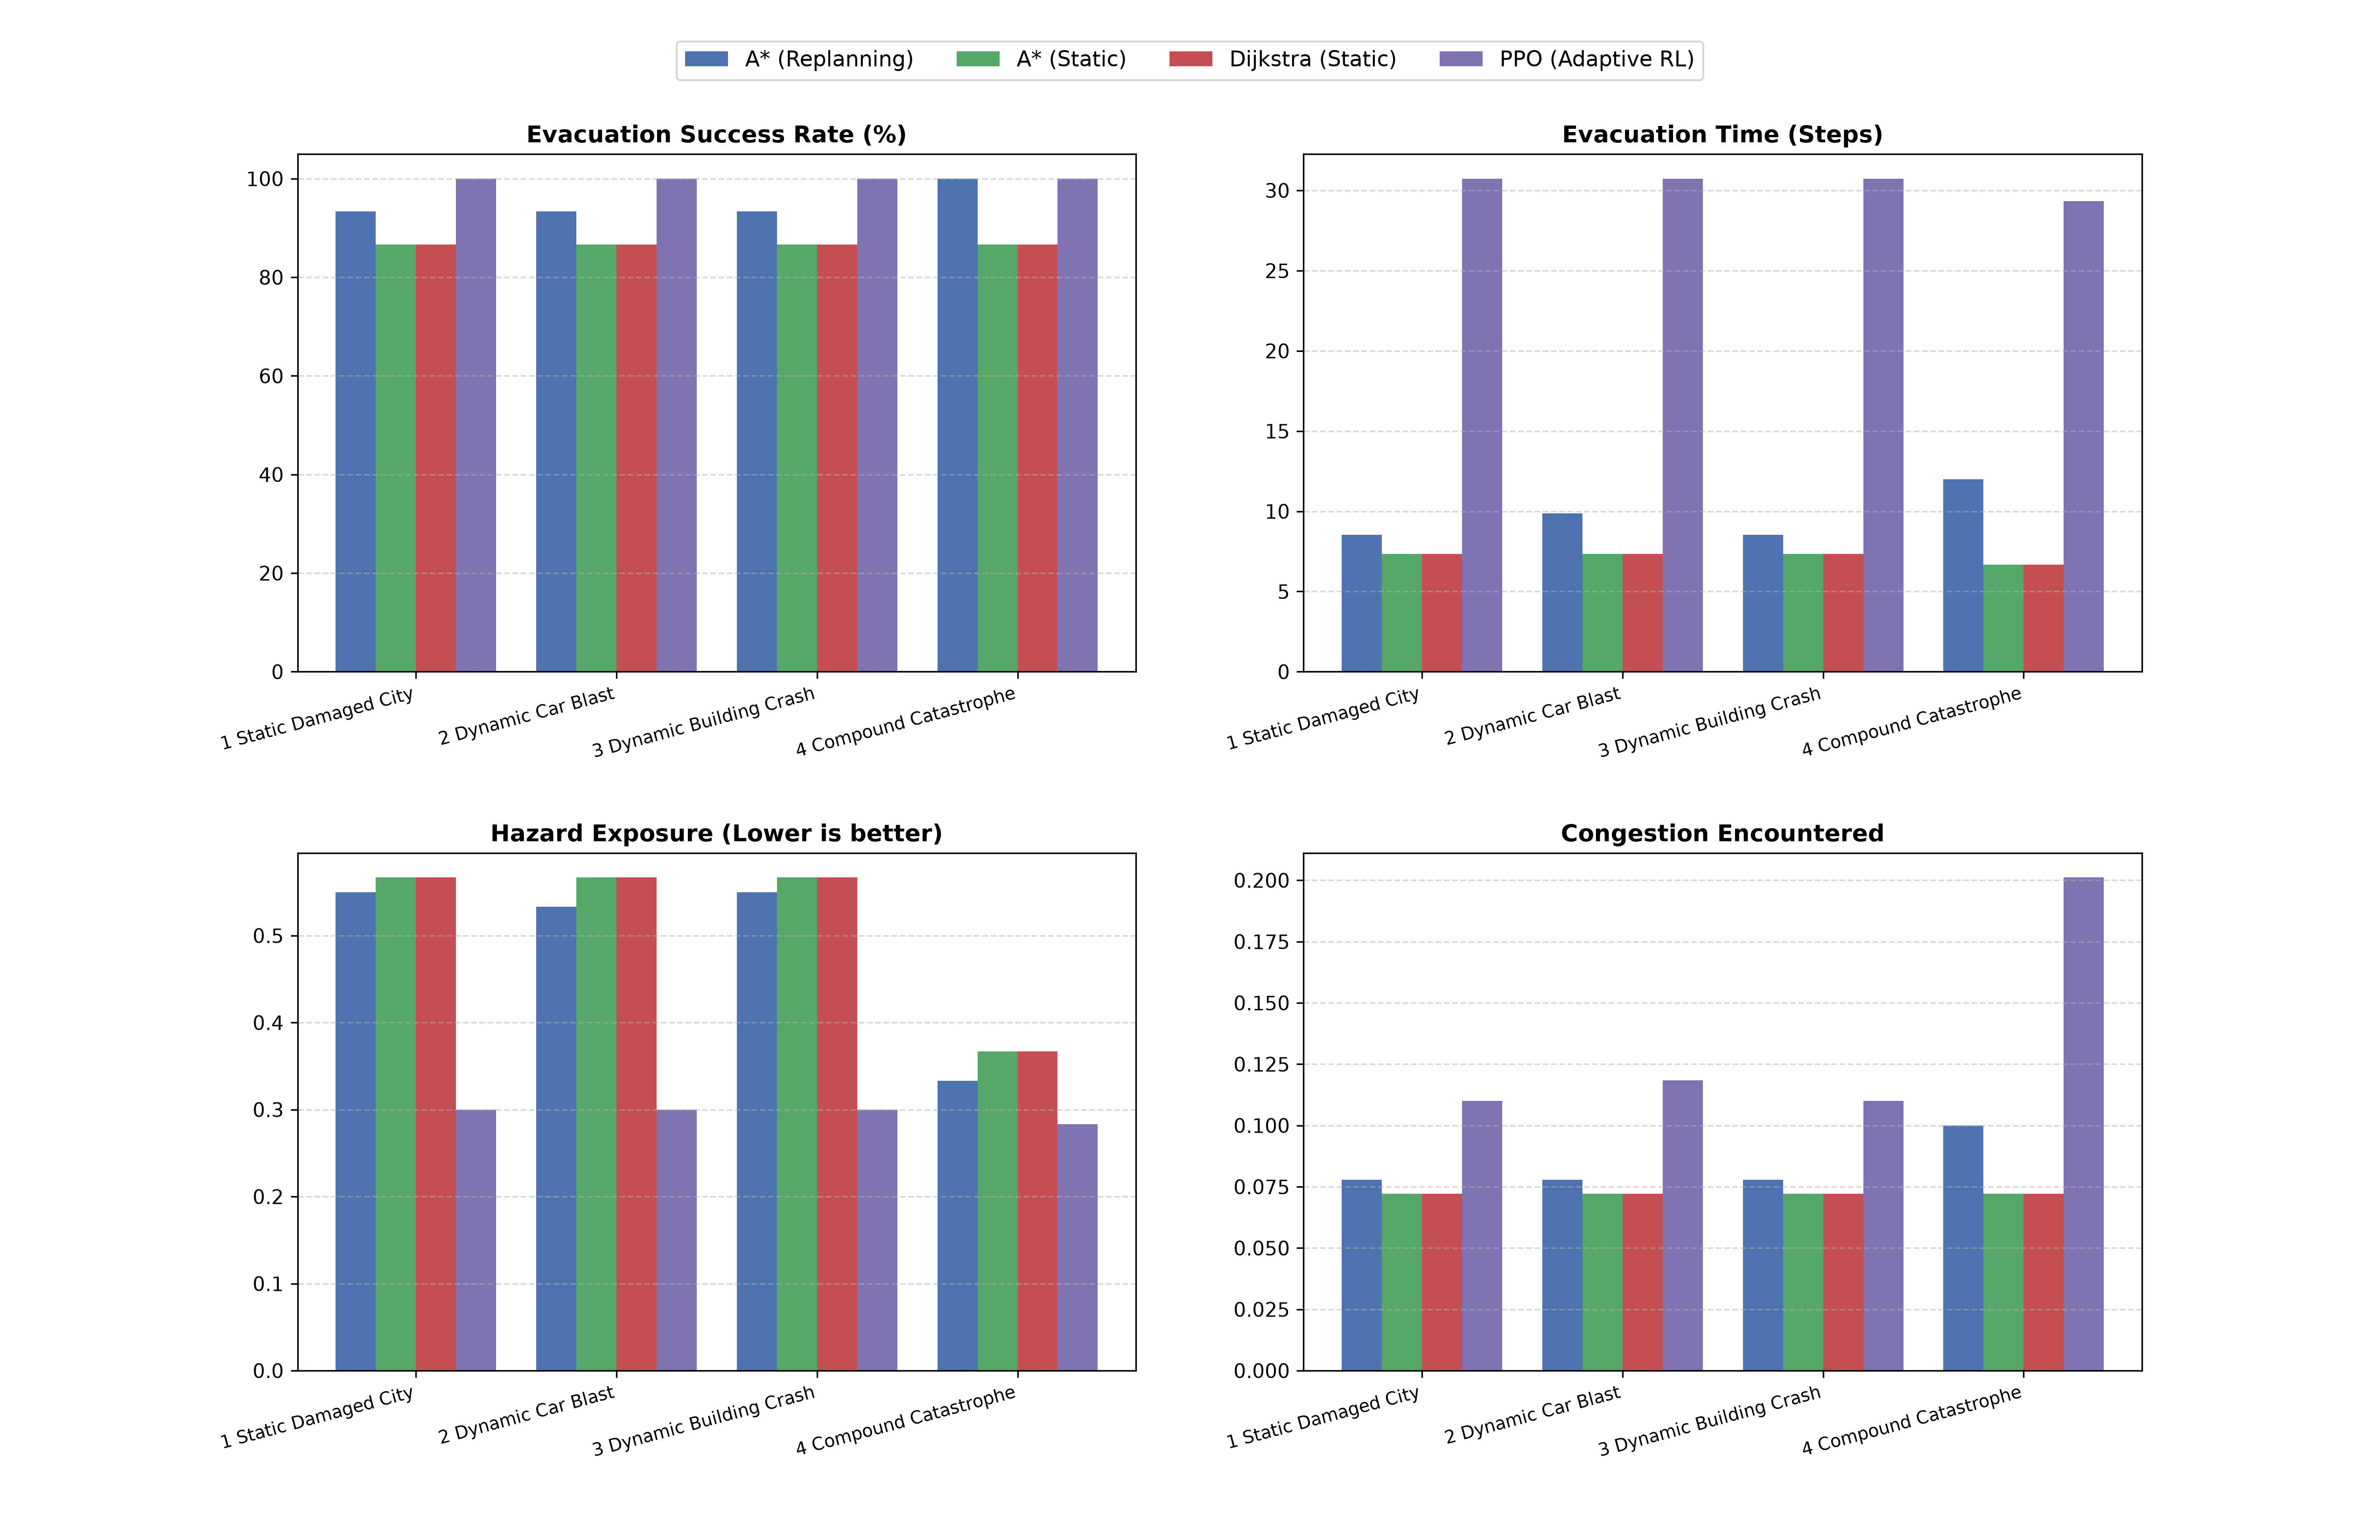 A* (Replanning) A* (Static) Dijkstra (Static) PPO (Adaptive RL)
Evacuation Success Rate (%)
100
80
60
40
20
0
1 Static Damaged City
2 Dynamic Car Blast
3 Dynamic Building Crash
4 Compound Catastrophe
Evacuation Time (Steps)
30
25
20
15
10
5
0
1 Static Damaged City
2 Dynamic Car Blast
3 Dynamic Building Crash
4 Compound Catastrophe
Hazard Exposure (Lower is better)
0.5
0.4
0.3
0.2
0.1
0.0
1 Static Damaged City
2 Dynamic Car Blast
3 Dynamic Building Crash
4 Compound Catastrophe
Congestion Encountered
0.200
0.175
0.150
0.125
0.100
0.075
0.050
0.025
0.000
1 Static Damaged City
2 Dynamic Car Blast
3 Dynamic Building Crash
4 Compound Catastrophe